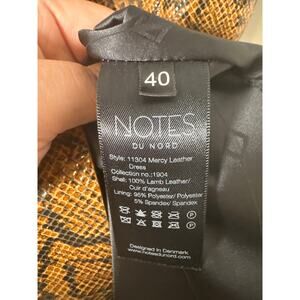 40
NOTES
DU NORD
Style: 11304 Mercy Leather
Dress
Collection no.: 1904
Shell: 100% Lamb Leather/
Cuir d'agneau
Lining: 95% Polyester/ Polyester
5% Spandex/ Spandex
Designed in Denmark
www.notesdunord.com